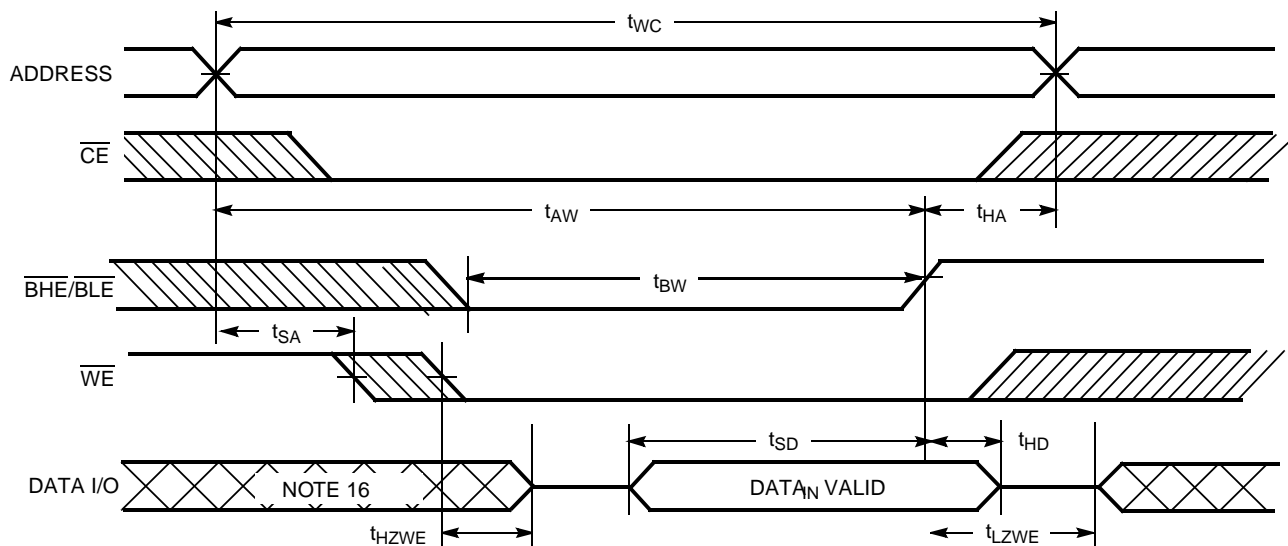 tWC
ADDRESS
CE
tAW
tHA
BHE/BLE
tBW
tSA
WE
tSD
tHD
DATA I/O
NOTE 16
DATAIN VALID
tHZWE
tLZWE